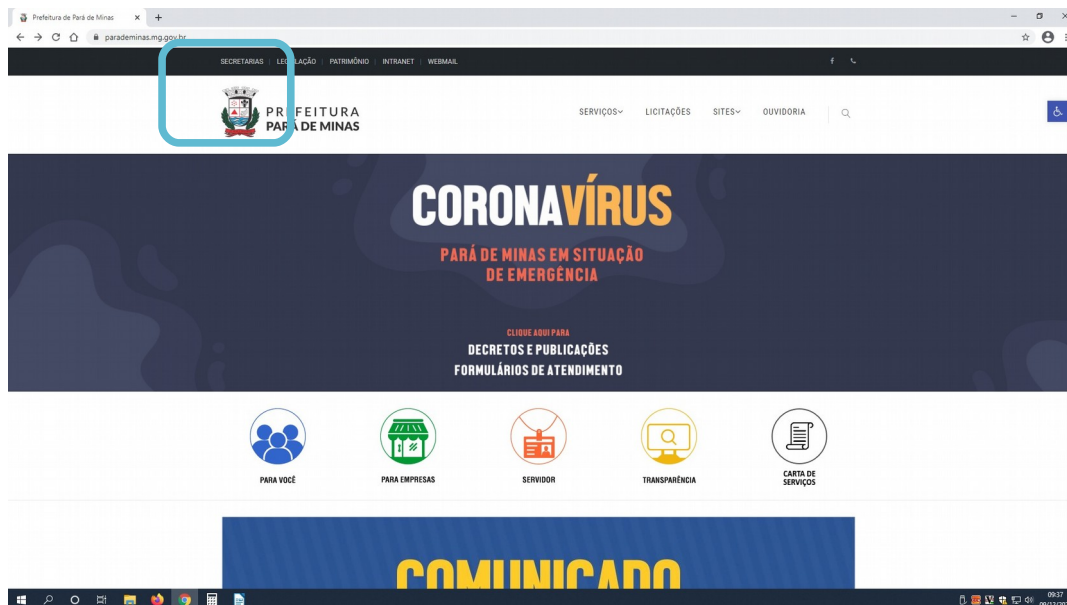 Prefeitura de Pará de Minas
parademinas.mg.gov.br
SECRETARIAS | LEGISLAÇÃO | PATRIMÔNIO | INTRANET | WEBMAIL
PREFEITURA
PARÁ DE MINAS
SERVIÇOS LICITAÇÕES SITES OUVIDORIA
CORONAVÍRUS
PARÁ DE MINAS EM SITUAÇÃO
DE EMERGÊNCIA
CLIQUE AQUI PARA
DECRETOS E PUBLICAÇÕES
FORMULÁRIOS DE ATENDIMENTO
PARA VOCÊ
PARA EMPRESAS
SERVIDOR
TRANSPARÊNCIA
CARTA DE
SERVIÇOS
COMUNICADO
09:37